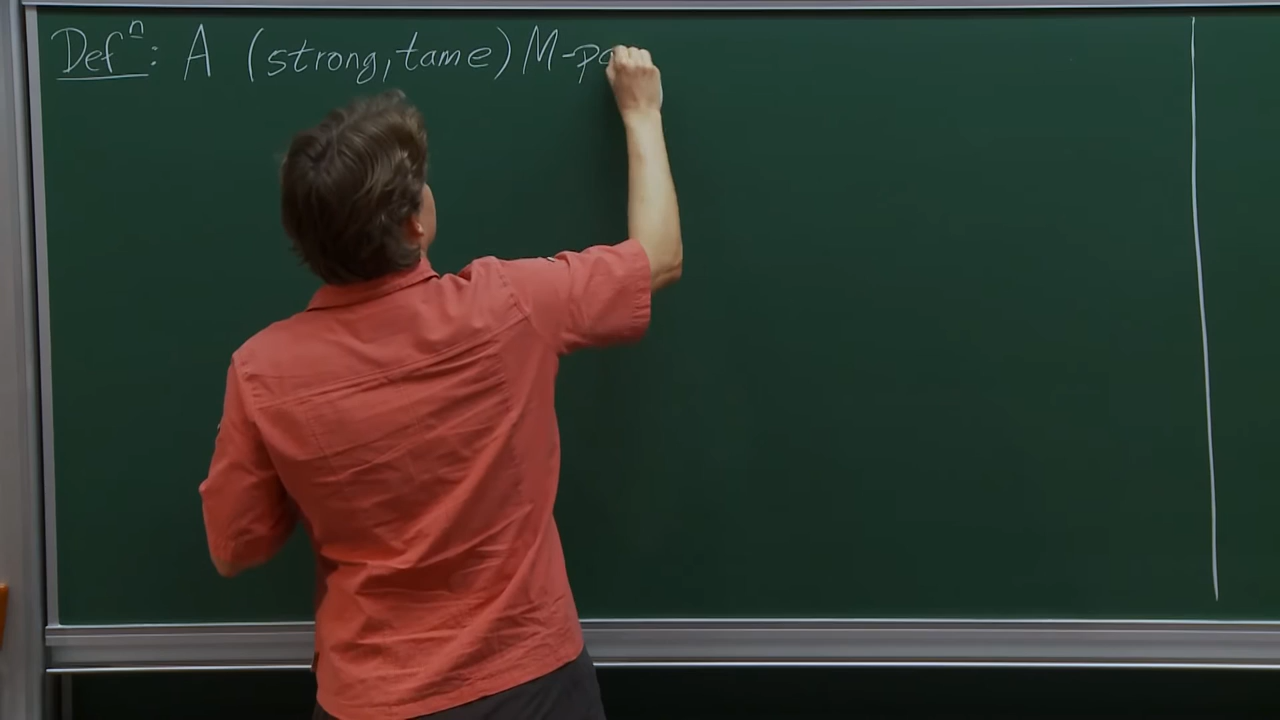 Defⁿ: A (strong, tame) M-pa